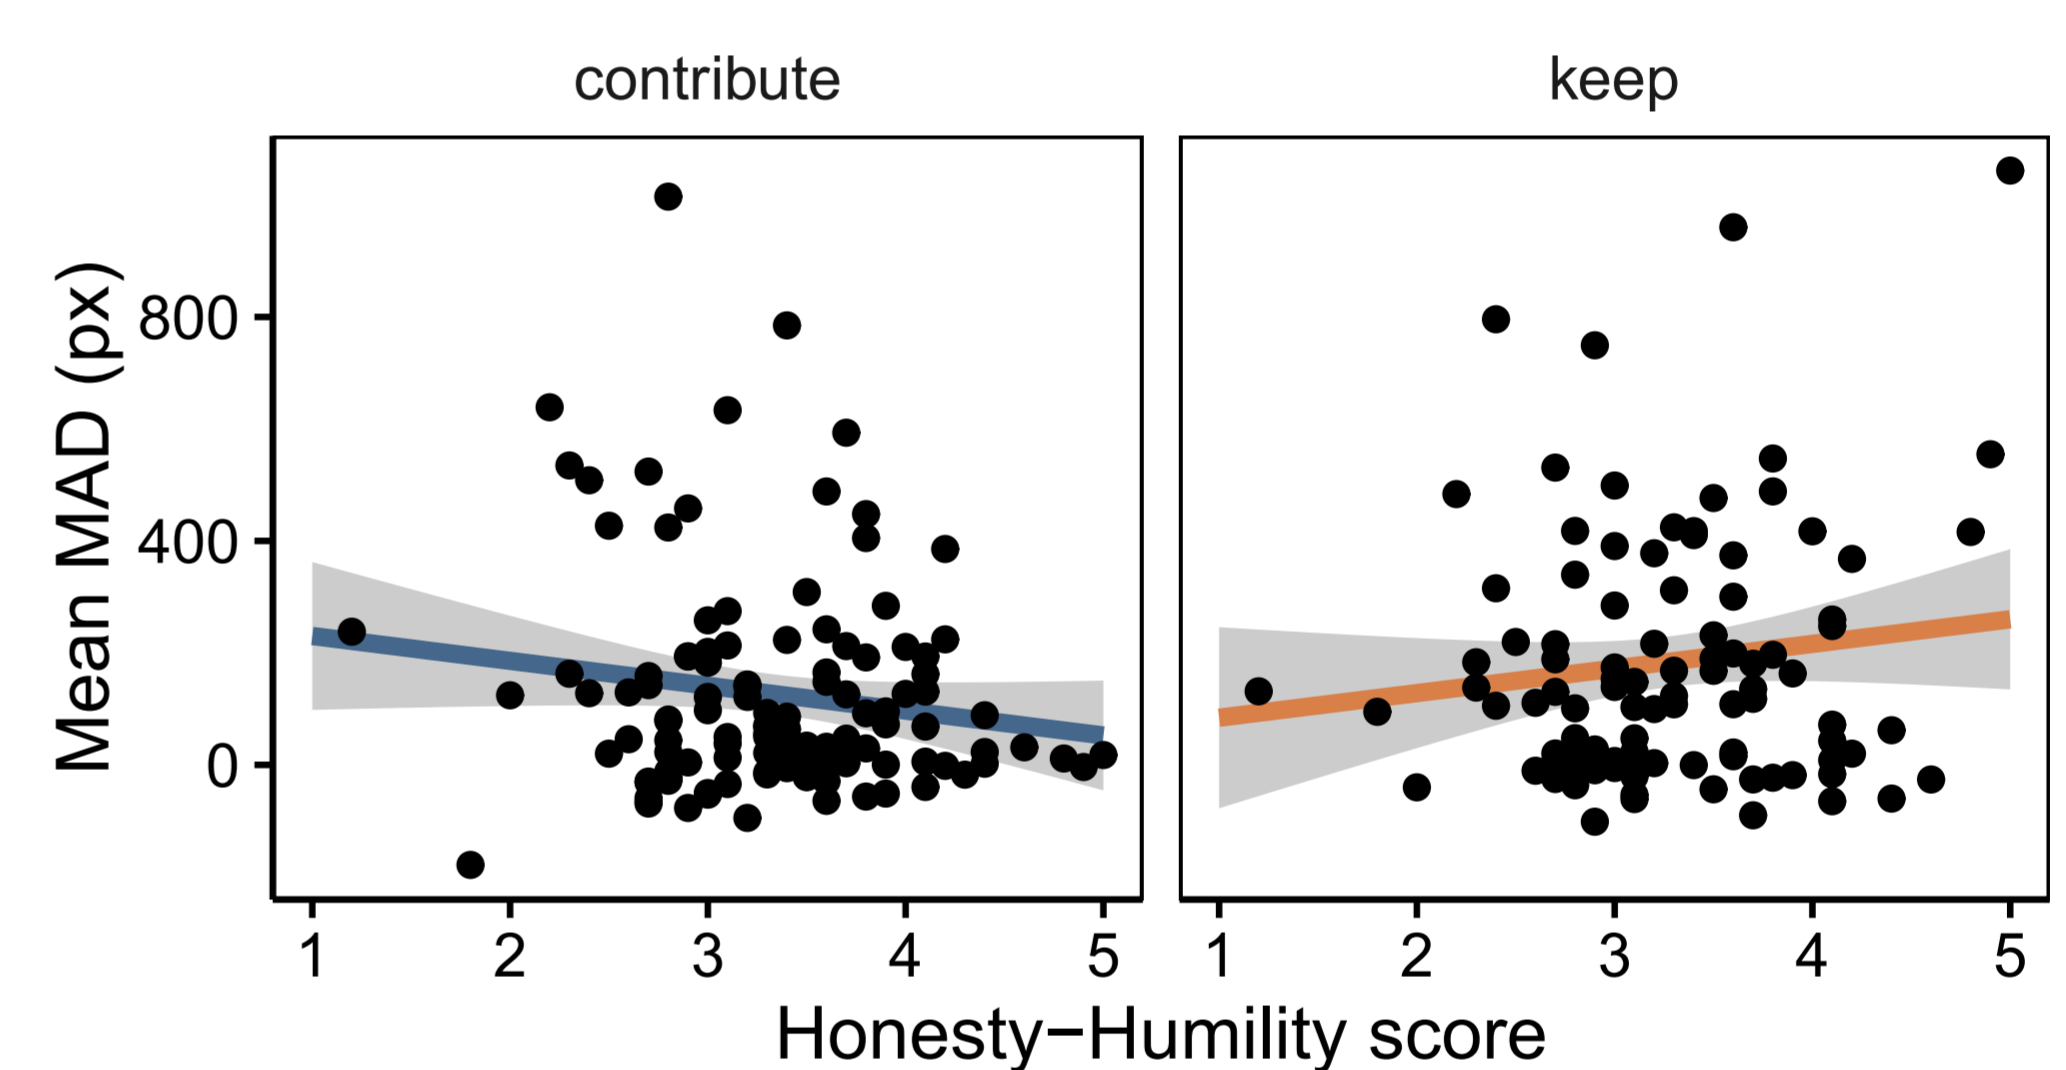 contribute keep
Mean MAD (px)
800
400
0
1 2 3 4 5 1 2 3 4 5
Honesty−Humility score